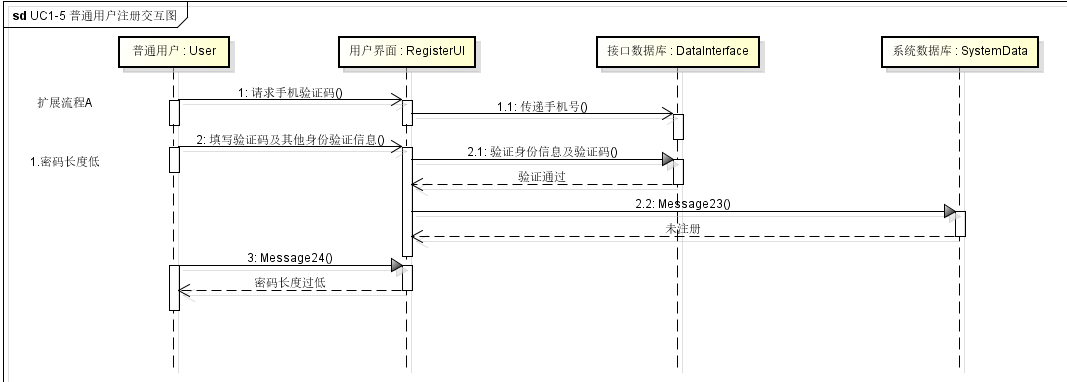 sd UC1-5 普通用户注册交互图
普通用户 : User
用户界面 : RegisterUI
接口数据库 : DataInterface
系统数据库 : SystemData
扩展流程A
1: 请求手机验证码()
1.1: 传递手机号()
2: 填写验证码及其他身份验证信息()
1.密码长度低
2.1: 验证身份信息及验证码()
验证通过
2.2: Message23()
未注册
3: Message24()
密码长度过低